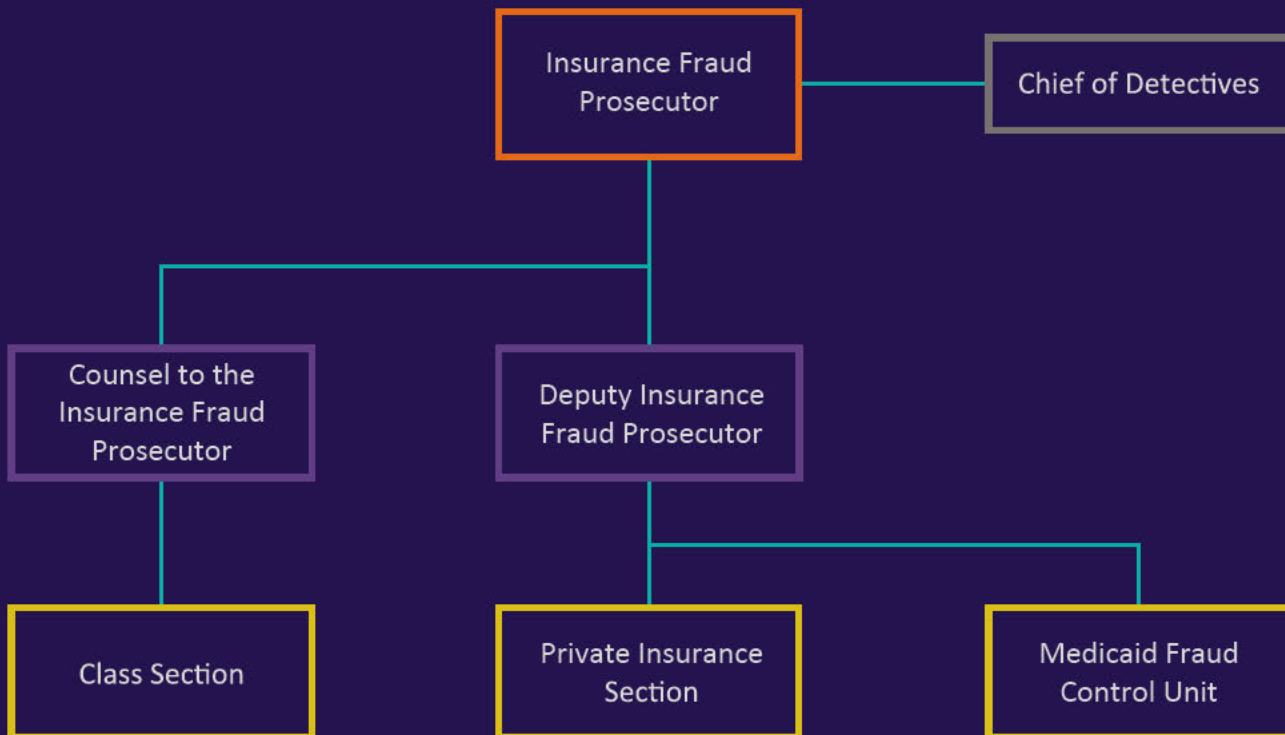 Insurance Fraud
Prosecutor
Chief of Detectives
Counsel to the
Insurance Fraud
Prosecutor
Deputy Insurance
Fraud Prosecutor
Class Section
Private Insurance
Section
Medicaid Fraud
Control Unit